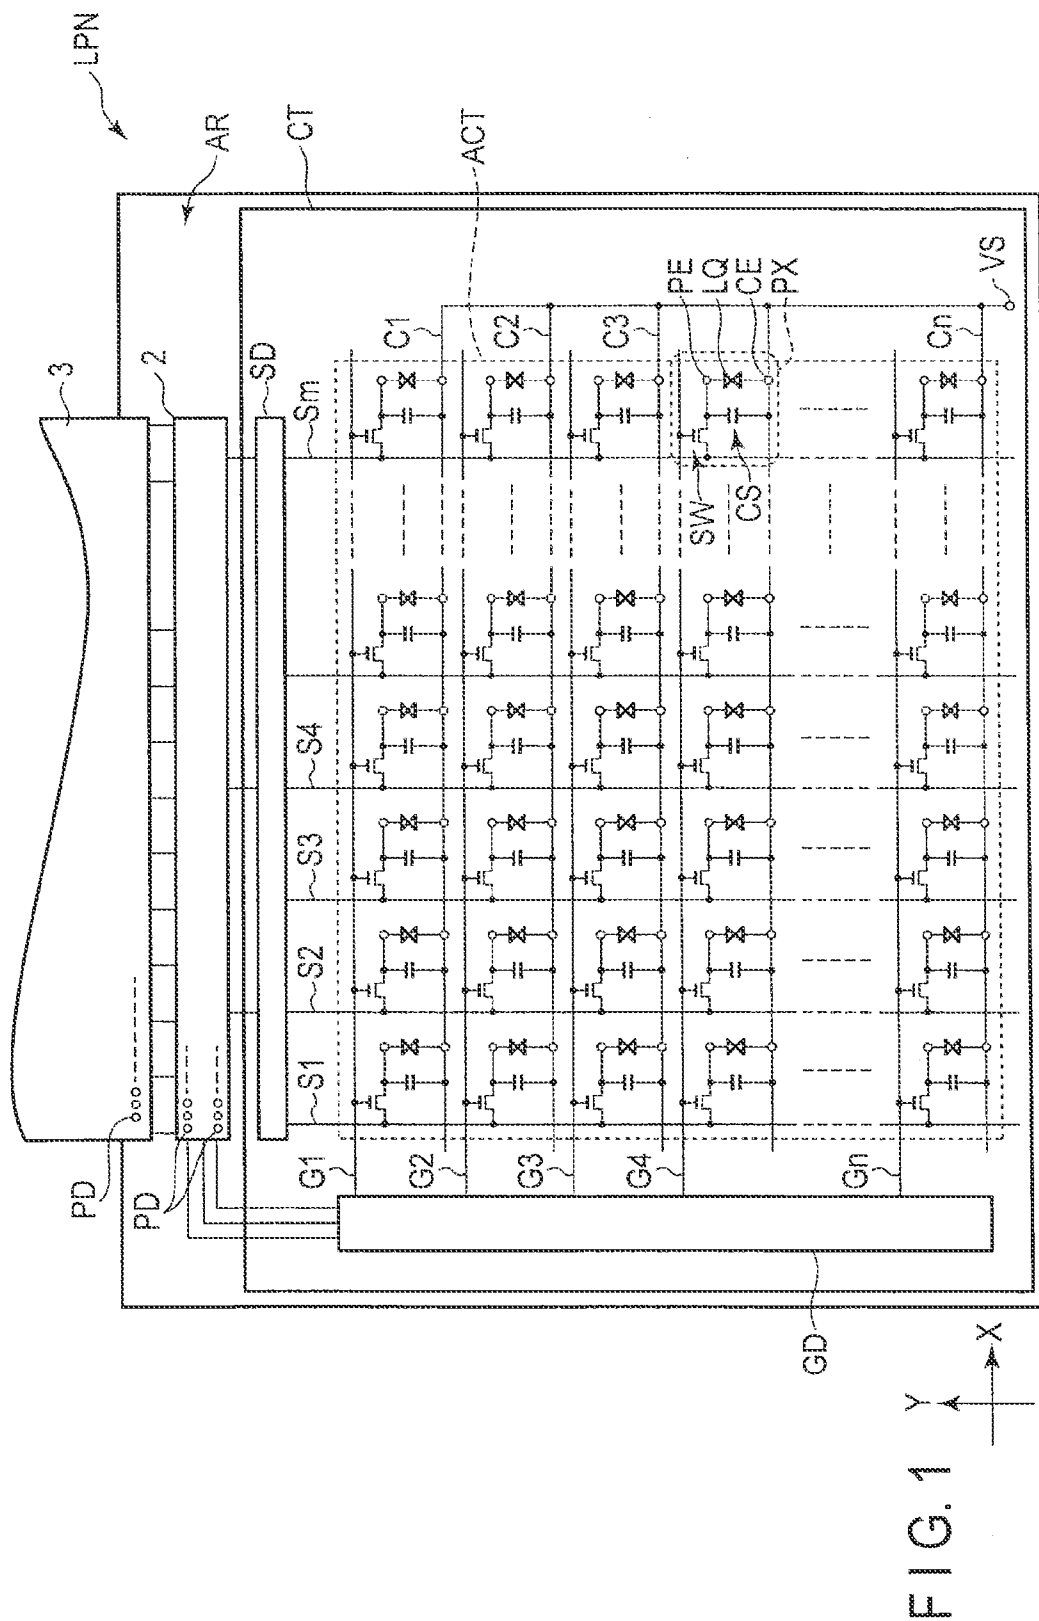 LPN
AR
CT
ACT
3
2
SD
Sm
C1
C2
C3
PE
LQ
CE
PX
Cn
VS
SW
CS
S4
S3
S2
S1
PD
PD
G1
G2
G3
G4
Gn
GD
Y
X
FIG. 1